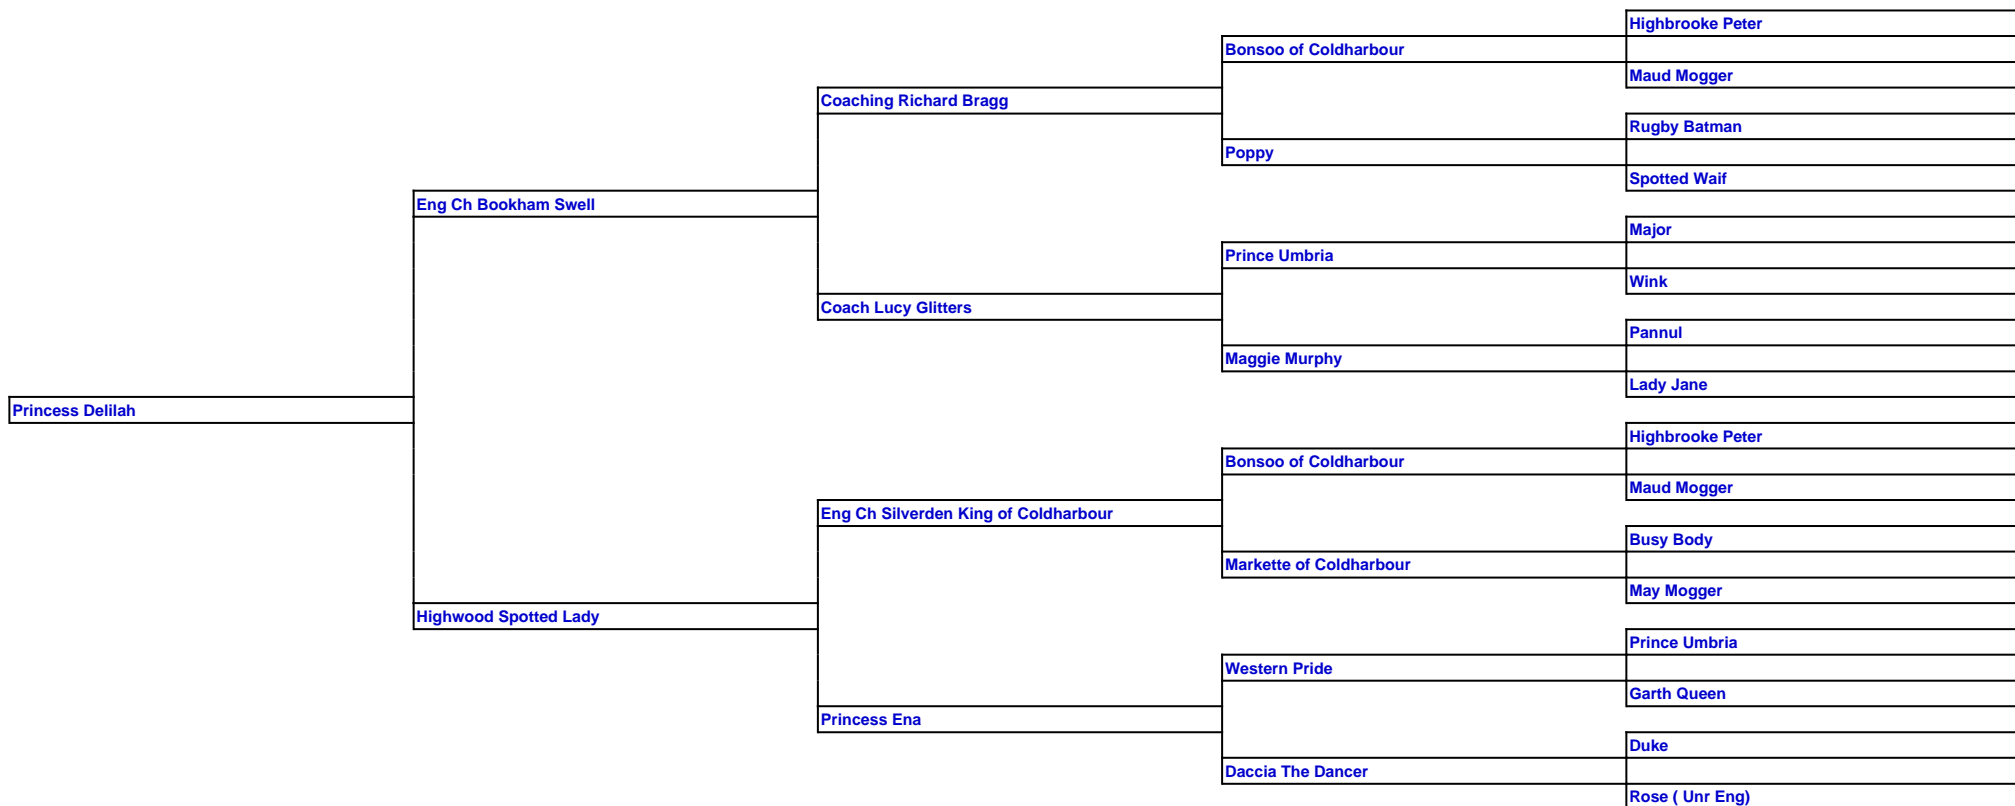 Highbrooke Peter
Bonsoo of Coldharbour
Maud Mogger
Coaching Richard Bragg
Rugby Batman
Poppy
Spotted Waif
Eng Ch Bookham Swell
Major
Prince Umbria
Wink
Coach Lucy Glitters
Pannul
Maggie Murphy
Lady Jane
Princess Delilah
Highbrooke Peter
Bonsoo of Coldharbour
Maud Mogger
Eng Ch Silverden King of Coldharbour
Busy Body
Markette of Coldharbour
May Mogger
Highwood Spotted Lady
Prince Umbria
Western Pride
Garth Queen
Princess Ena
Duke
Daccia The Dancer
Rose ( Unr Eng)